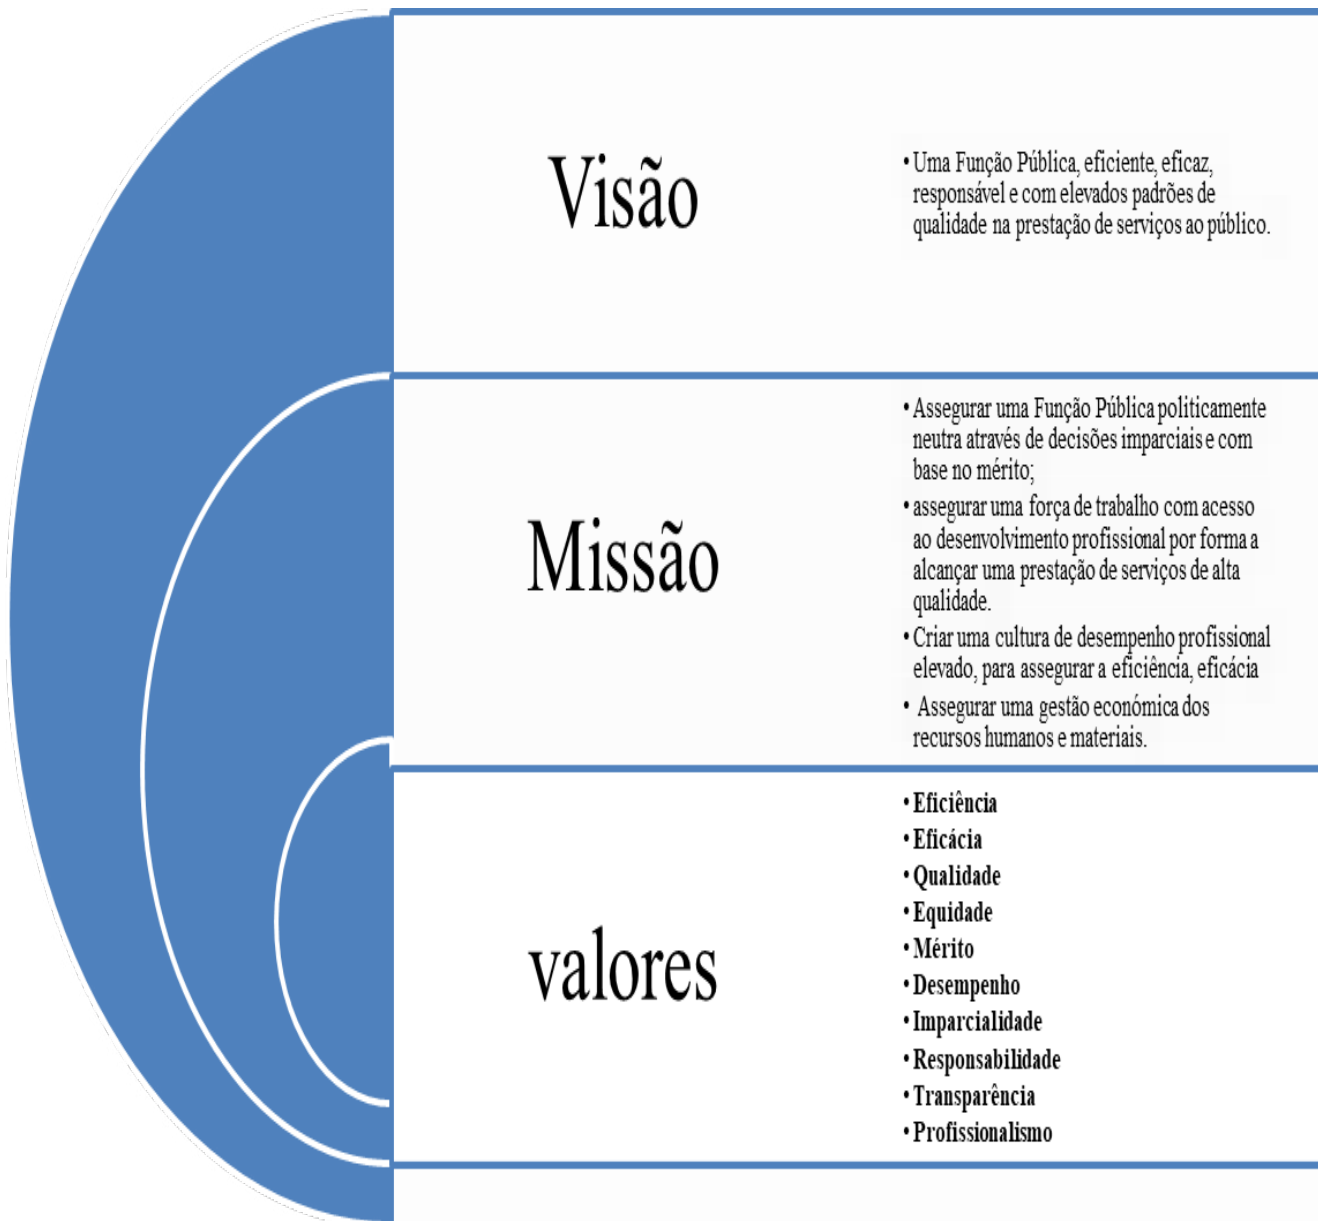 Visão
• Uma Função Pública, eficiente, eficaz,
responsável e com elevados padrões de
qualidade na prestação de serviços ao público.
Missão
• Assegurar uma Função Pública politicamente
neutra através de decisões imparciais e com
base no mérito;
• assegurar uma força de trabalho com acesso
ao desenvolvimento profissional por forma a
alcançar uma prestação de serviços de alta
qualidade.
• Criar uma cultura de desempenho profissional
elevado, para assegurar a eficiência, eficácia
• Assegurar uma gestão económica dos
recursos humanos e materiais.
valores
• Eficiência
• Eficácia
• Qualidade
• Equidade
• Mérito
• Desempenho
• Imparcialidade
• Responsabilidade
• Transparência
• Profissionalismo